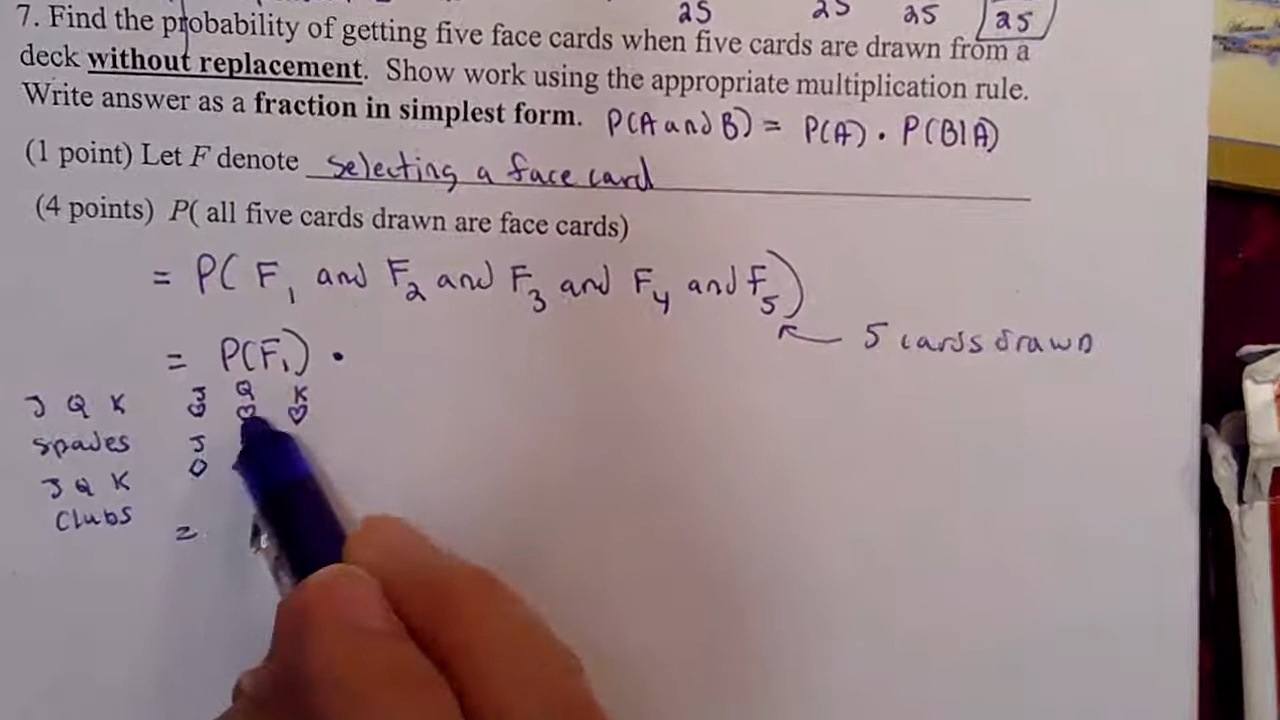 25 25 25 25
7. Find the probability of getting five face cards when five cards are drawn from a
deck without replacement. Show work using the appropriate multiplication rule.
Write answer as a fraction in simplest form. P(A and B) = P(A) · P(B|A)
(1 point) Let F denote selecting a face card
(4 points) P( all five cards drawn are face cards)
= P( F1 and F2 and F3 and F4 and F5)
5 cards drawn
= P(F1) ·
J Q K J Q K
♡ ♡ ♡
spades J
◇
J Q K
Clubs
=